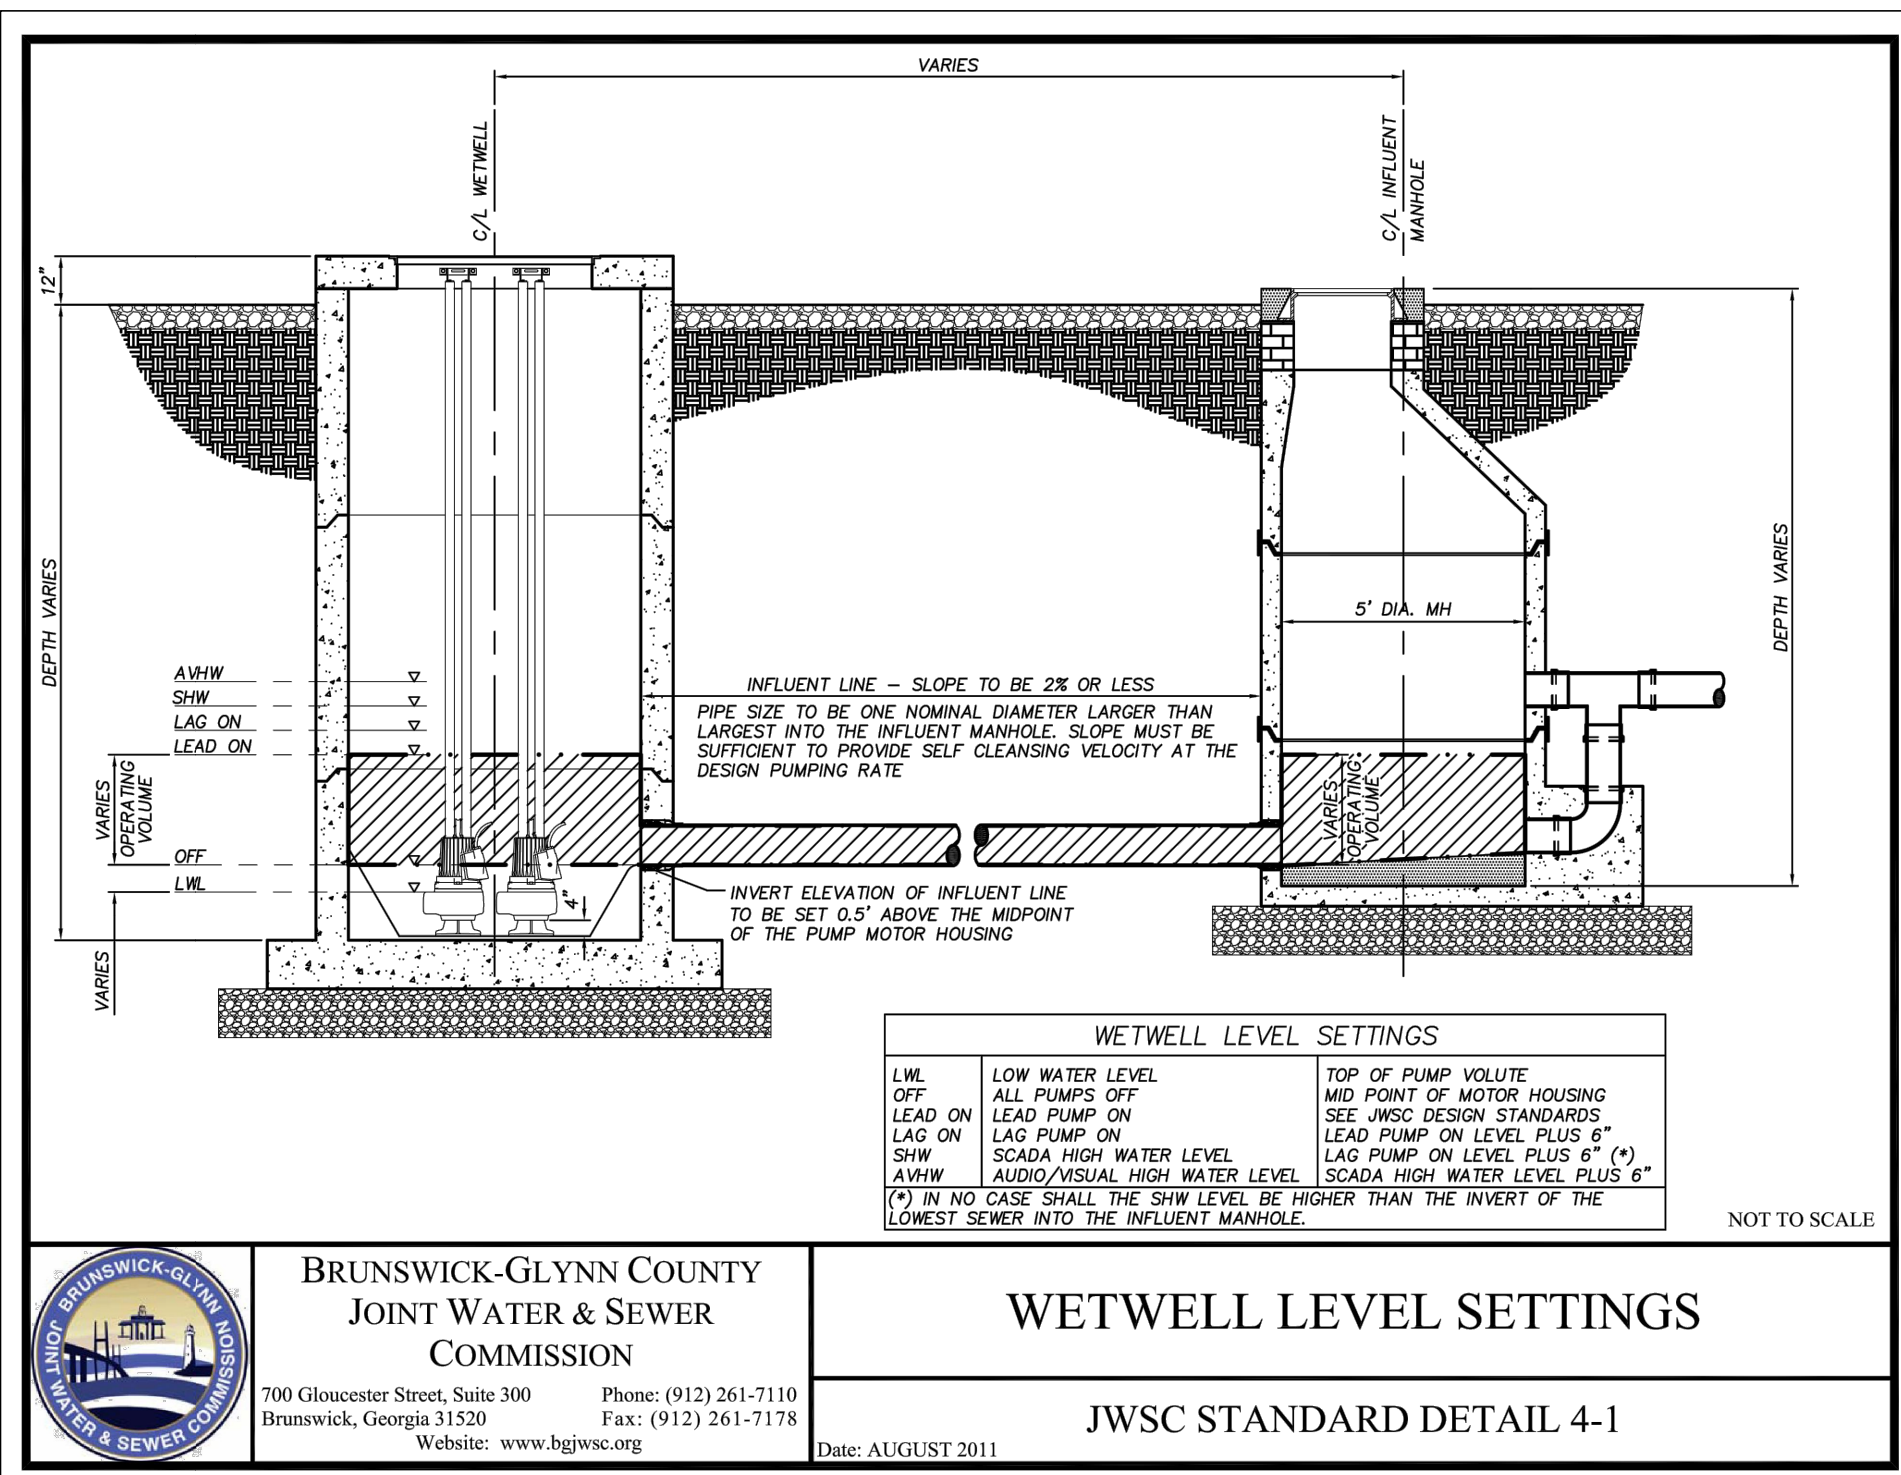 VARIES
C/L WETWELL
C/L INFLUENT
MANHOLE
12"
DEPTH VARIES
DEPTH VARIES
5' DIA. MH
AVHW
SHW
LAG ON
LEAD ON
VARIES
OPERATING
VOLUME
OFF
LWL
VARIES
INFLUENT LINE – SLOPE TO BE 2% OR LESS
PIPE SIZE TO BE ONE NOMINAL DIAMETER LARGER THAN
LARGEST INTO THE INFLUENT MANHOLE. SLOPE MUST BE
SUFFICIENT TO PROVIDE SELF CLEANSING VELOCITY AT THE
DESIGN PUMPING RATE
VARIES
OPERATING
VOLUME
4"
INVERT ELEVATION OF INFLUENT LINE
TO BE SET 0.5' ABOVE THE MIDPOINT
OF THE PUMP MOTOR HOUSING
WETWELL LEVEL SETTINGS
LWL LOW WATER LEVEL TOP OF PUMP VOLUTE
OFF ALL PUMPS OFF MID POINT OF MOTOR HOUSING
LEAD ON LEAD PUMP ON SEE JWSC DESIGN STANDARDS
LAG ON LAG PUMP ON LEAD PUMP ON LEVEL PLUS 6"
SHW SCADA HIGH WATER LEVEL LAG PUMP ON LEVEL PLUS 6" (*)
AVHW AUDIO/VISUAL HIGH WATER LEVEL SCADA HIGH WATER LEVEL PLUS 6"
(*) IN NO CASE SHALL THE SHW LEVEL BE HIGHER THAN THE INVERT OF THE
LOWEST SEWER INTO THE INFLUENT MANHOLE.
NOT TO SCALE
BRUNSWICK-GLYNN
JOINT WATER & SEWER COMMISSION
BRUNSWICK-GLYNN COUNTY
JOINT WATER & SEWER
COMMISSION
700 Gloucester Street, Suite 300 Phone: (912) 261-7110
Brunswick, Georgia 31520 Fax: (912) 261-7178
Website: www.bgjwsc.org
WETWELL LEVEL SETTINGS
JWSC STANDARD DETAIL 4-1
Date: AUGUST 2011